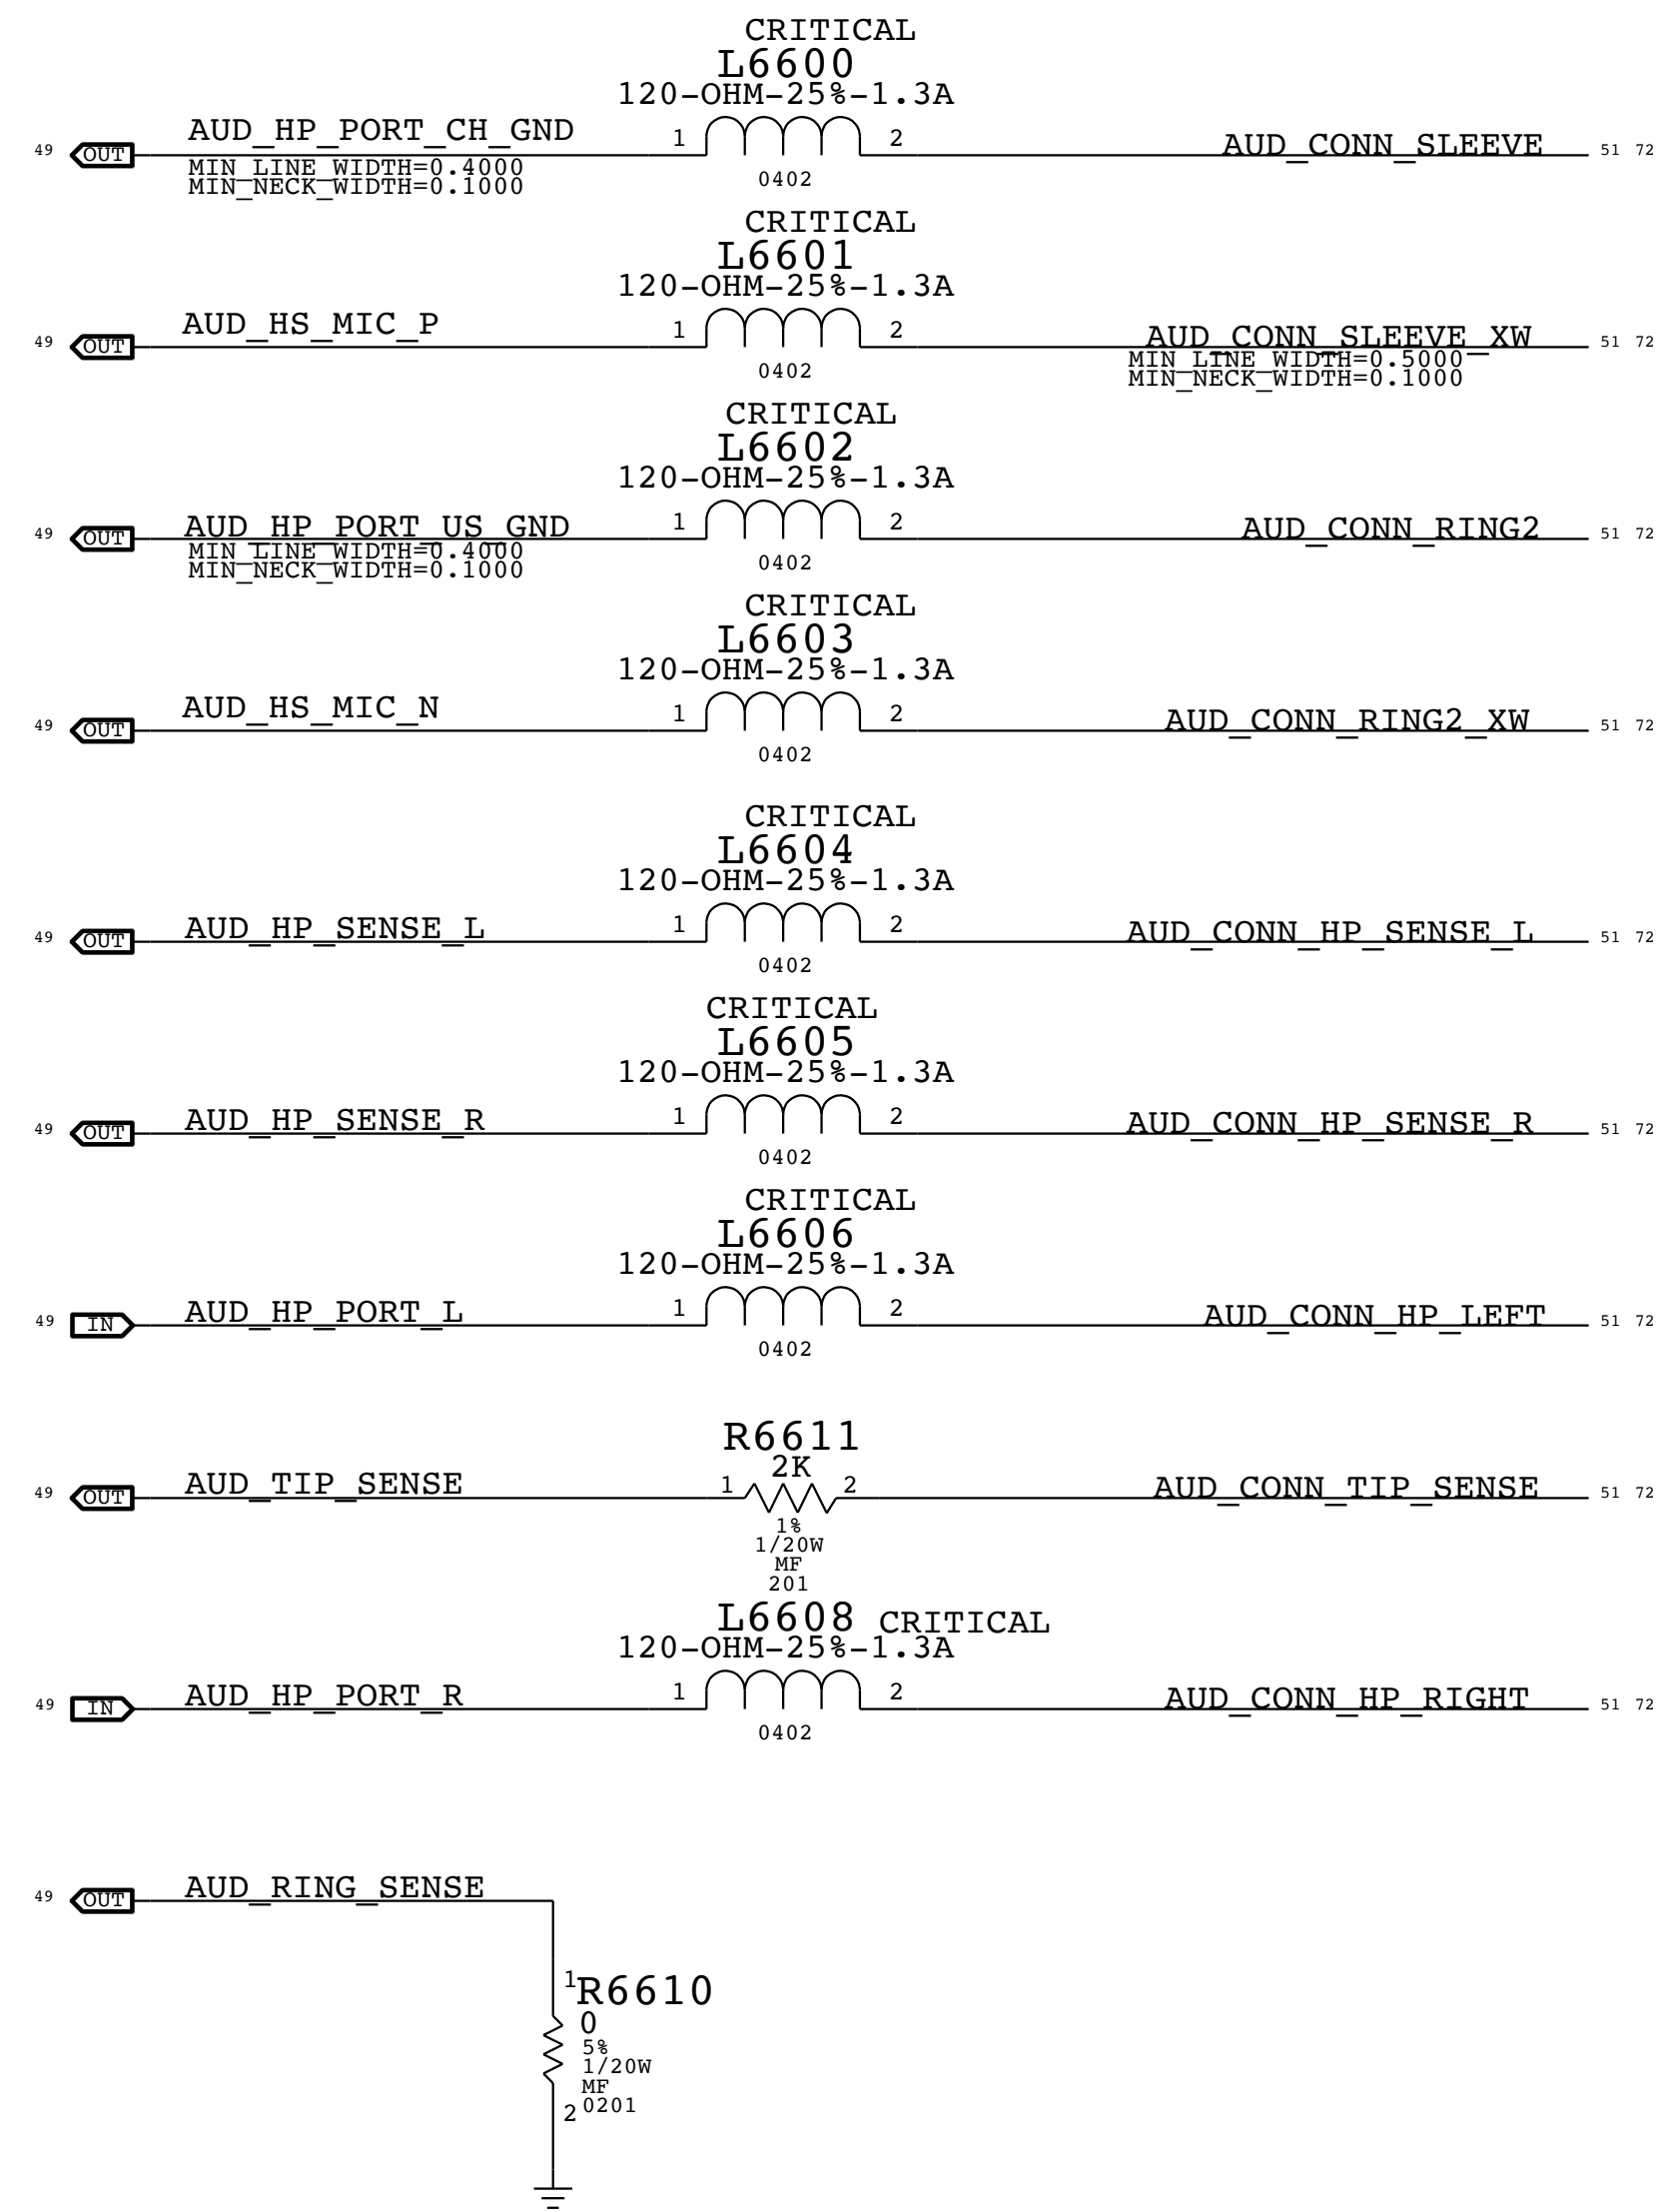 CRITICAL
L6600
120-OHM-25%-1.3A
49 OUT AUD_HP_PORT_CH_GND 1 2 AUD_CONN_SLEEVE 51 72
MIN_LINE_WIDTH=0.4000
MIN_NECK_WIDTH=0.1000
0402
CRITICAL
L6601
120-OHM-25%-1.3A
49 OUT AUD_HS_MIC_P 1 2 AUD_CONN_SLEEVE_XW 51 72
MIN_LINE_WIDTH=0.5000
MIN_NECK_WIDTH=0.1000
0402
CRITICAL
L6602
120-OHM-25%-1.3A
49 OUT AUD_HP_PORT_US_GND 1 2 AUD_CONN_RING2 51 72
MIN_LINE_WIDTH=0.4000
MIN_NECK_WIDTH=0.1000
0402
CRITICAL
L6603
120-OHM-25%-1.3A
49 OUT AUD_HS_MIC_N 1 2 AUD_CONN_RING2_XW 51 72
0402
CRITICAL
L6604
120-OHM-25%-1.3A
49 OUT AUD_HP_SENSE_L 1 2 AUD_CONN_HP_SENSE_L 51 72
0402
CRITICAL
L6605
120-OHM-25%-1.3A
49 OUT AUD_HP_SENSE_R 1 2 AUD_CONN_HP_SENSE_R 51 72
0402
CRITICAL
L6606
120-OHM-25%-1.3A
49 IN AUD_HP_PORT_L 1 2 AUD_CONN_HP_LEFT 51 72
0402
R6611
2K
49 OUT AUD_TIP_SENSE 1 2 AUD_CONN_TIP_SENSE 51 72
1%
1/20W
MF
201
L6608 CRITICAL
120-OHM-25%-1.3A
49 IN AUD_HP_PORT_R 1 2 AUD_CONN_HP_RIGHT 51 72
0402
49 OUT AUD_RING_SENSE
1 R6610
0
5%
1/20W
MF
2 0201